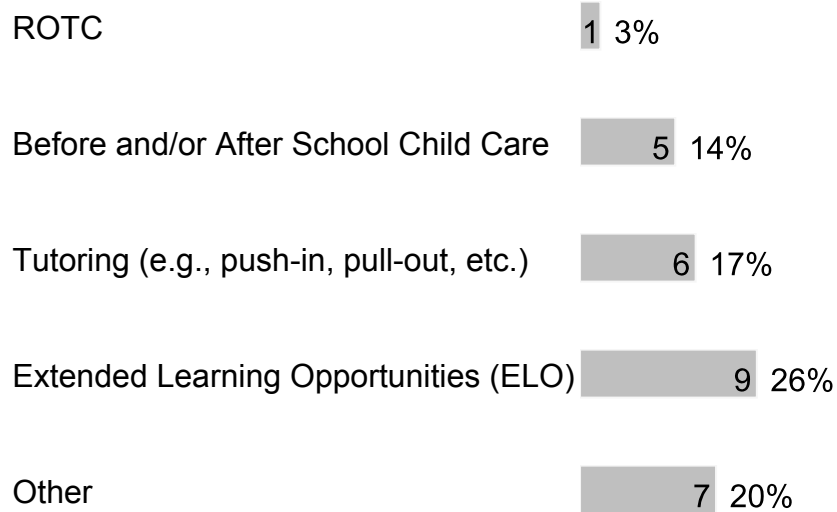 ROTC 1 3%
Before and/or After School Child Care 5 14%
Tutoring (e.g., push-in, pull-out, etc.) 6 17%
Extended Learning Opportunities (ELO) 9 26%
Other 7 20%